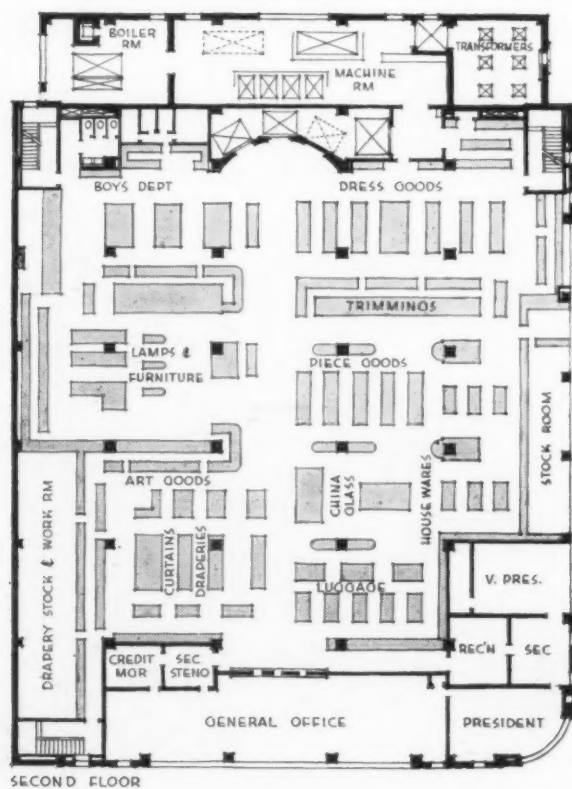 BOILER
RM
TRANSFORMERS
MACHINE
RM
BOYS DEPT
DRESS GOODS
TRIMMINGS
LAMPS &
FURNITURE
PIECE GOODS
STOCK ROOM
ART GOODS
CHINA
GLASS
HOUSE WARES
DRAPERY STOCK & WORK RM
CURTAINS
DRAPERIES
LUGGAGE
V. PRES.
CREDIT
MGR
SEC
STENO
REC'N
SEC
GENERAL OFFICE
PRESIDENT
SECOND FLOOR